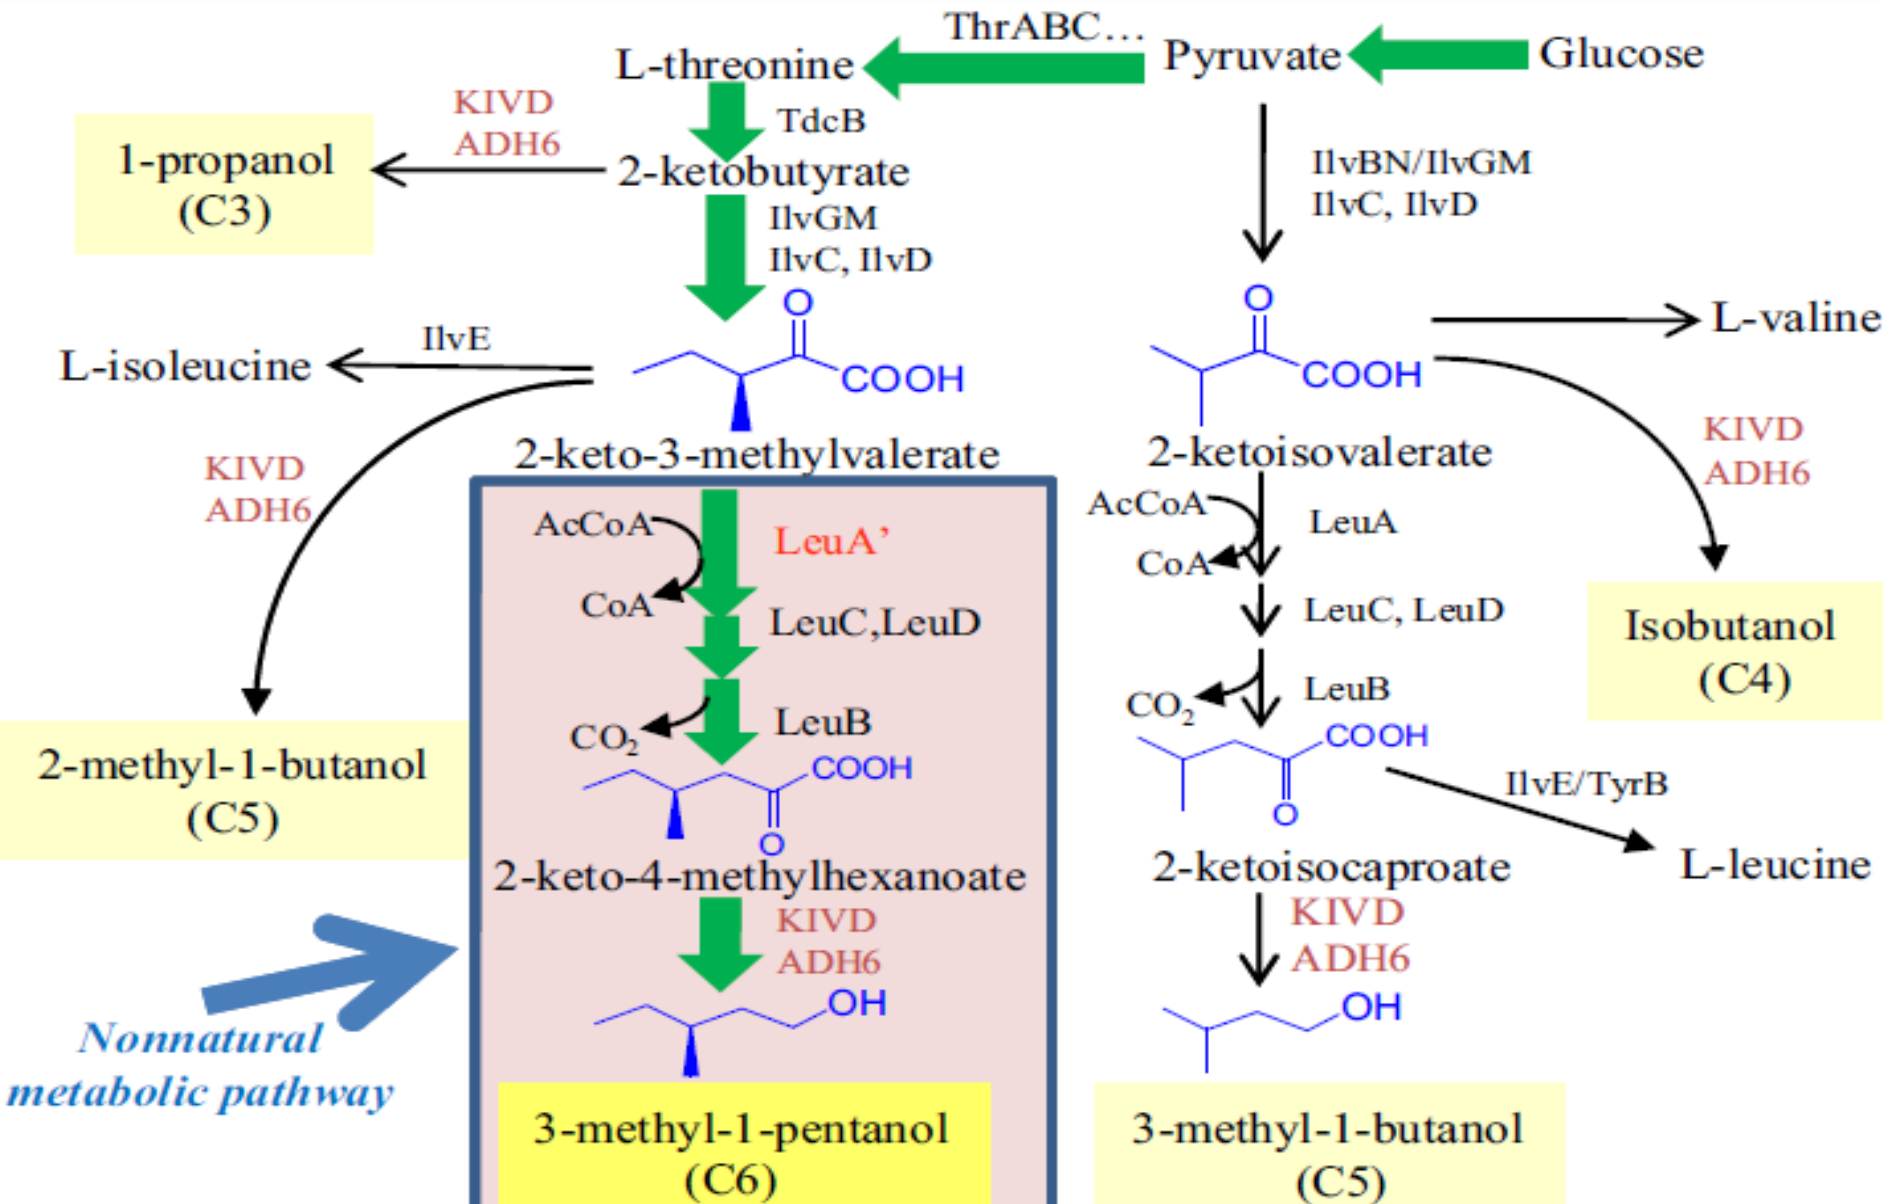 ThrABC...
L-threonine
Pyruvate
Glucose
KIVD
ADH6
TdcB
1-propanol
(C3)
2-ketobutyrate
IlvGM
IlvC, IlvD
IlvBN/IlvGM
IlvC, IlvD
O
COOH
O
COOH
L-valine
IlvE
L-isoleucine
2-keto-3-methylvalerate
2-ketoisovalerate
KIVD
ADH6
KIVD
ADH6
AcCoA
LeuA’
CoA
LeuC,LeuD
CO2
LeuB
COOH
O
AcCoA
LeuA
CoA
LeuC, LeuD
CO2
LeuB
COOH
O
Isobutanol
(C4)
2-methyl-1-butanol
(C5)
IlvE/TyrB
L-leucine
2-keto-4-methylhexanoate
2-ketoisocaproate
KIVD
ADH6
KIVD
ADH6
OH
OH
Nonnatural
metabolic pathway
3-methyl-1-pentanol
(C6)
3-methyl-1-butanol
(C5)